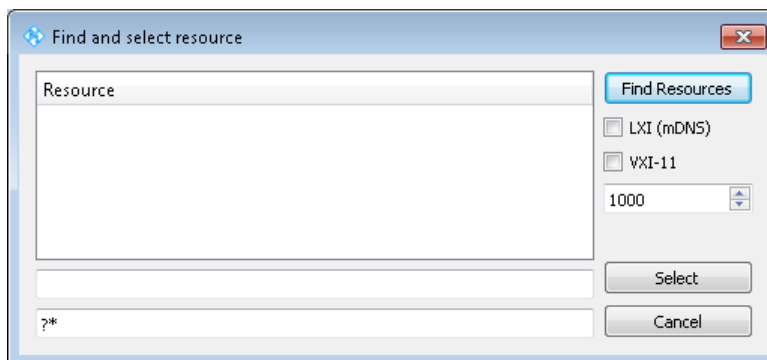 Find and select resource
Resource
Find Resources
LXI (mDNS)
VXI-11
1000
Select
?*
Cancel